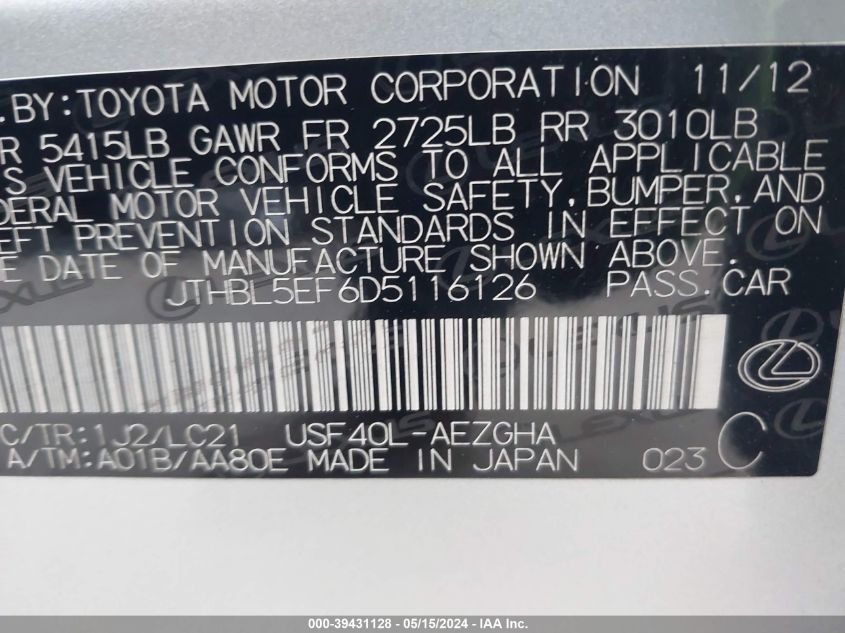 .BY:TOYOTA MOTOR CORPORATION 11/12
R 5415LB GAWR FR 2725LB RR 3010LB
S VEHICLE CONFORMS TO ALL APPLICABLE
DERAL MOTOR VEHICLE SAFETY,BUMPER,AND
EFT PREVENTION STANDARDS IN EFFECT ON
E DATE OF MANUFACTURE SHOWN ABOVE.
JTHBL5EF6D5116126 PASS.CAR
C/TR:1J2/LC21 USF40L-AEZGHA
A/TM:A01B/AA80E MADE IN JAPAN 023 C
000-39431128 - 05/15/2024 - IAA Inc.